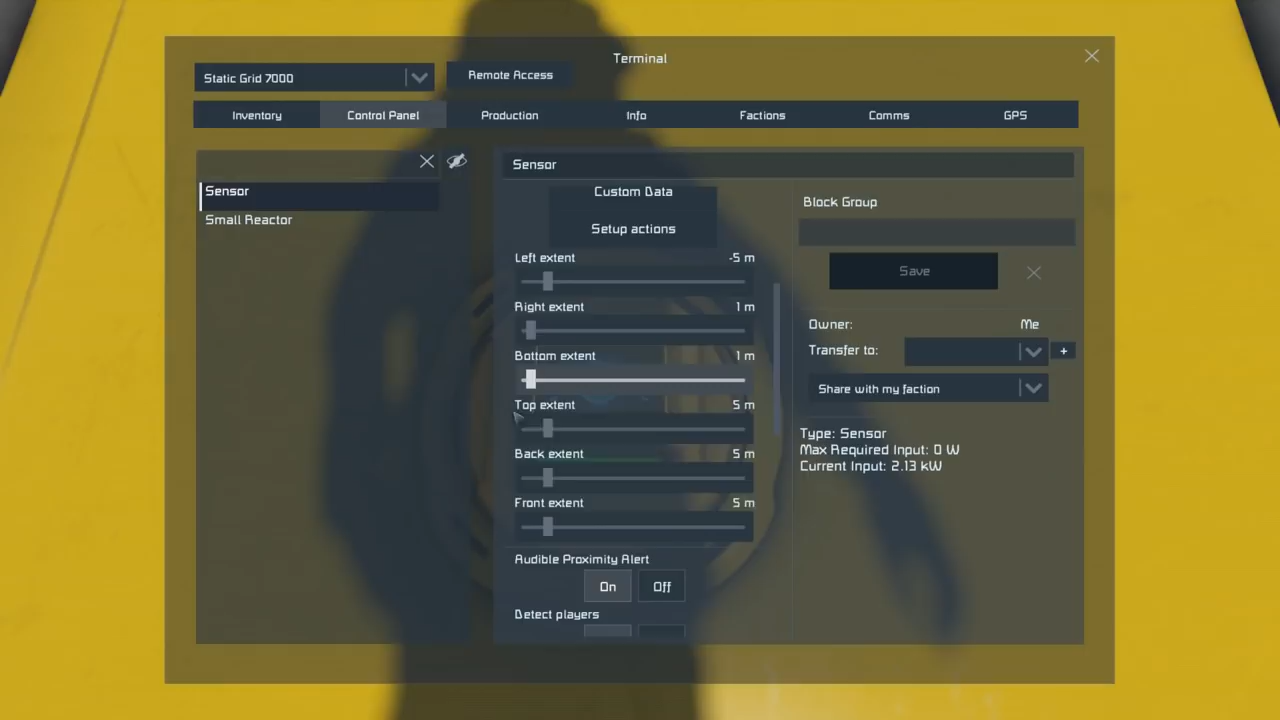 Terminal
Static Grid 7000
Remote Access
Inventory
Control Panel
Production
Info
Factions
Comms
GPS
Sensor
Small Reactor
Sensor
Custom Data
Setup actions
Left extent -5 m
Right extent 1 m
Bottom extent 1 m
Top extent 5 m
Back extent 5 m
Front extent 5 m
Audible Proximity Alert
On Off
Detect players
Block Group
Save
Owner: Me
Transfer to:
+
Share with my faction
Type: Sensor
Max Required Input: 0 W
Current Input: 2.13 kW